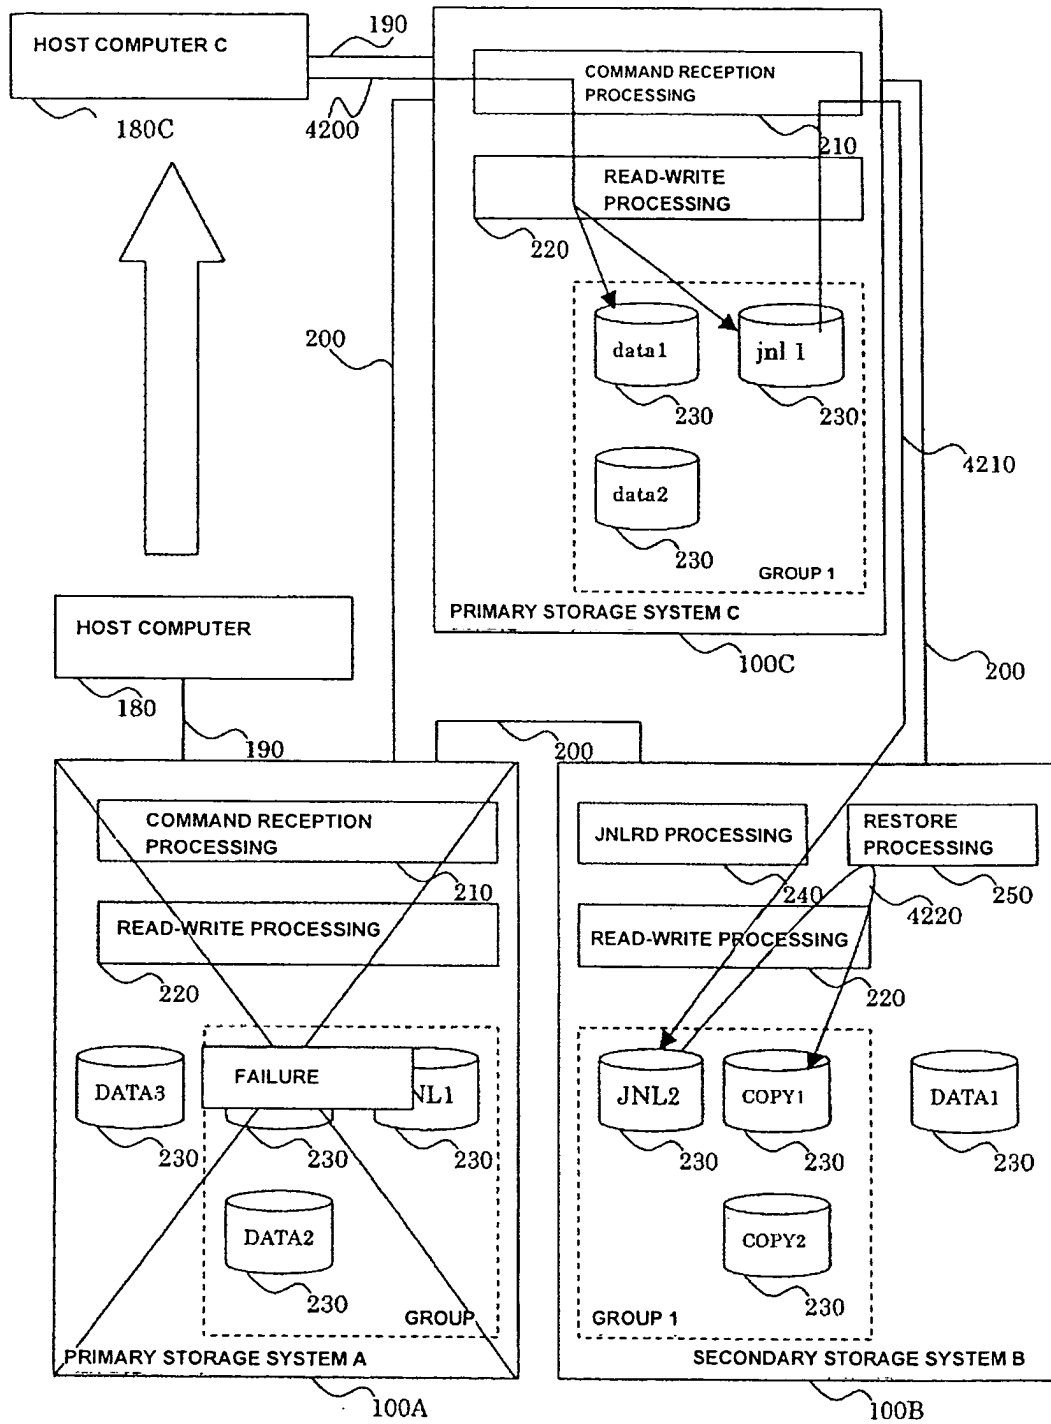 HOST COMPUTER C
190
180C
4200
COMMAND RECEPTION
PROCESSING
210
READ-WRITE
PROCESSING
220
200
data1
jnl 1
230
230
4210
data2
230
GROUP 1
PRIMARY STORAGE SYSTEM C
100C
200
HOST COMPUTER
180
190
200
COMMAND RECEPTION
PROCESSING
210
READ-WRITE PROCESSING
220
DATA3
FAILURE
NL1
230
230
230
DATA2
230
GROUP
PRIMARY STORAGE SYSTEM A
100A
JNLRD PROCESSING
RESTORE
PROCESSING
240
4220
250
READ-WRITE PROCESSING
220
JNL2
COPY1
DATA1
230
230
230
COPY2
230
GROUP 1
SECONDARY STORAGE SYSTEM B
100B